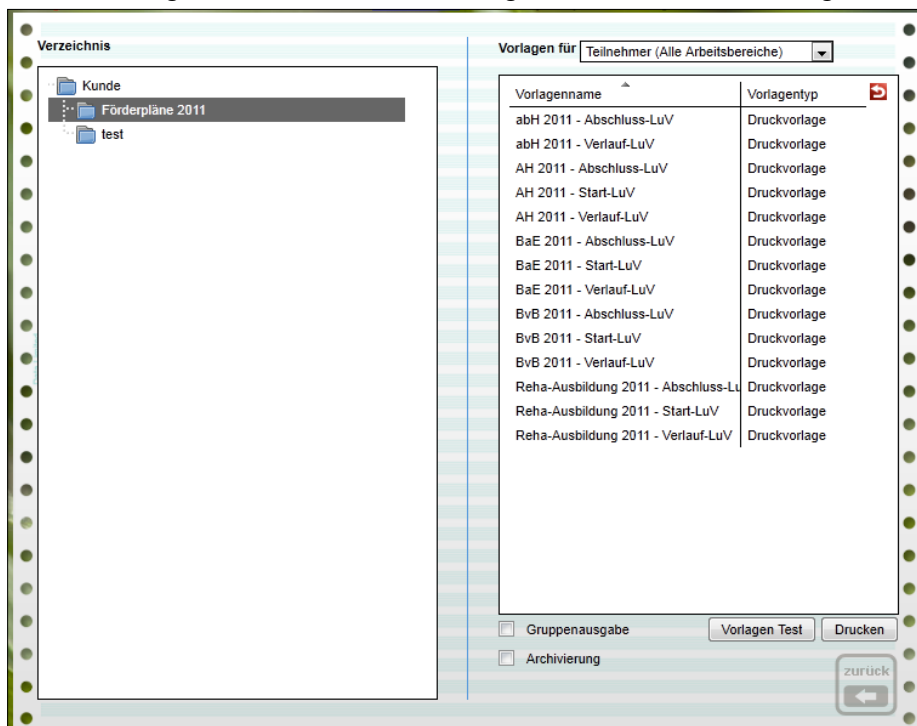 Verzeichnis
Kunde
Förderpläne 2011
test
Vorlagen für Teilnehmer (Alle Arbeitsbereiche)
Vorlagenname Vorlagentyp
abH 2011 - Abschluss-LuV Druckvorlage
abH 2011 - Verlauf-LuV Druckvorlage
AH 2011 - Abschluss-LuV Druckvorlage
AH 2011 - Start-LuV Druckvorlage
AH 2011 - Verlauf-LuV Druckvorlage
BaE 2011 - Abschluss-LuV Druckvorlage
BaE 2011 - Start-LuV Druckvorlage
BaE 2011 - Verlauf-LuV Druckvorlage
BvB 2011 - Abschluss-LuV Druckvorlage
BvB 2011 - Start-LuV Druckvorlage
BvB 2011 - Verlauf-LuV Druckvorlage
Reha-Ausbildung 2011 - Abschluss-Lu Druckvorlage
Reha-Ausbildung 2011 - Start-LuV Druckvorlage
Reha-Ausbildung 2011 - Verlauf-LuV Druckvorlage
Gruppenausgabe Vorlagen Test Drucken
Archivierung
zurück